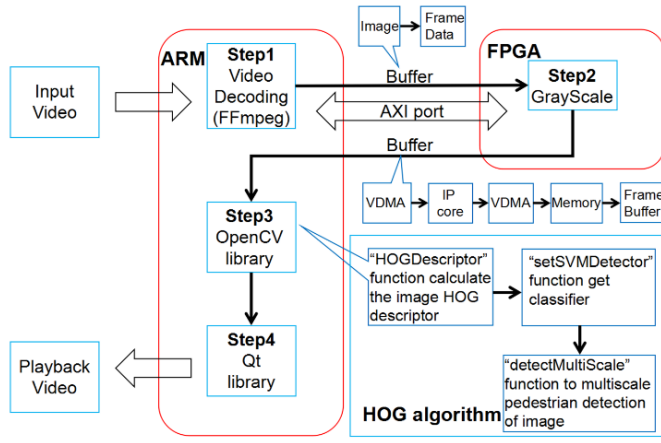 Image
Frame
Data
ARM
FPGA
Input
Video
Step1
Video
Decoding
(FFmpeg)
Buffer
AXI port
Step2
GrayScale
Buffer
VDMA
IP
core
VDMA
Memory
Frame
Buffer
Step3
OpenCV
library
"HOGDescriptor"
function calculate
the image HOG
descriptor
"setSVMDetector"
function get
classifier
Step4
Qt
library
Playback
Video
"detectMultiScale"
function to multiscale
pedestrian detection
of image
HOG algorithm